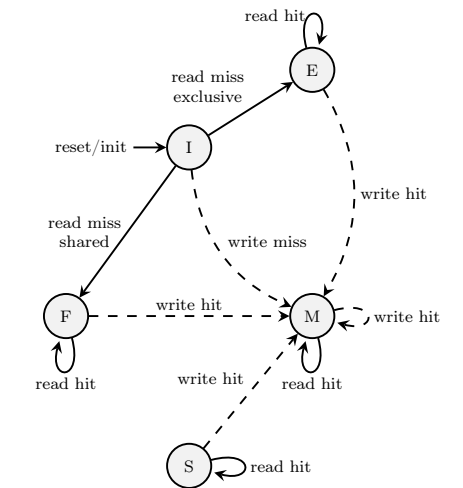 read hit
E
read miss
exclusive
reset/init
I
write hit
read miss
shared
write miss
F
write hit
M
write hit
read hit
read hit
write hit
S
read hit